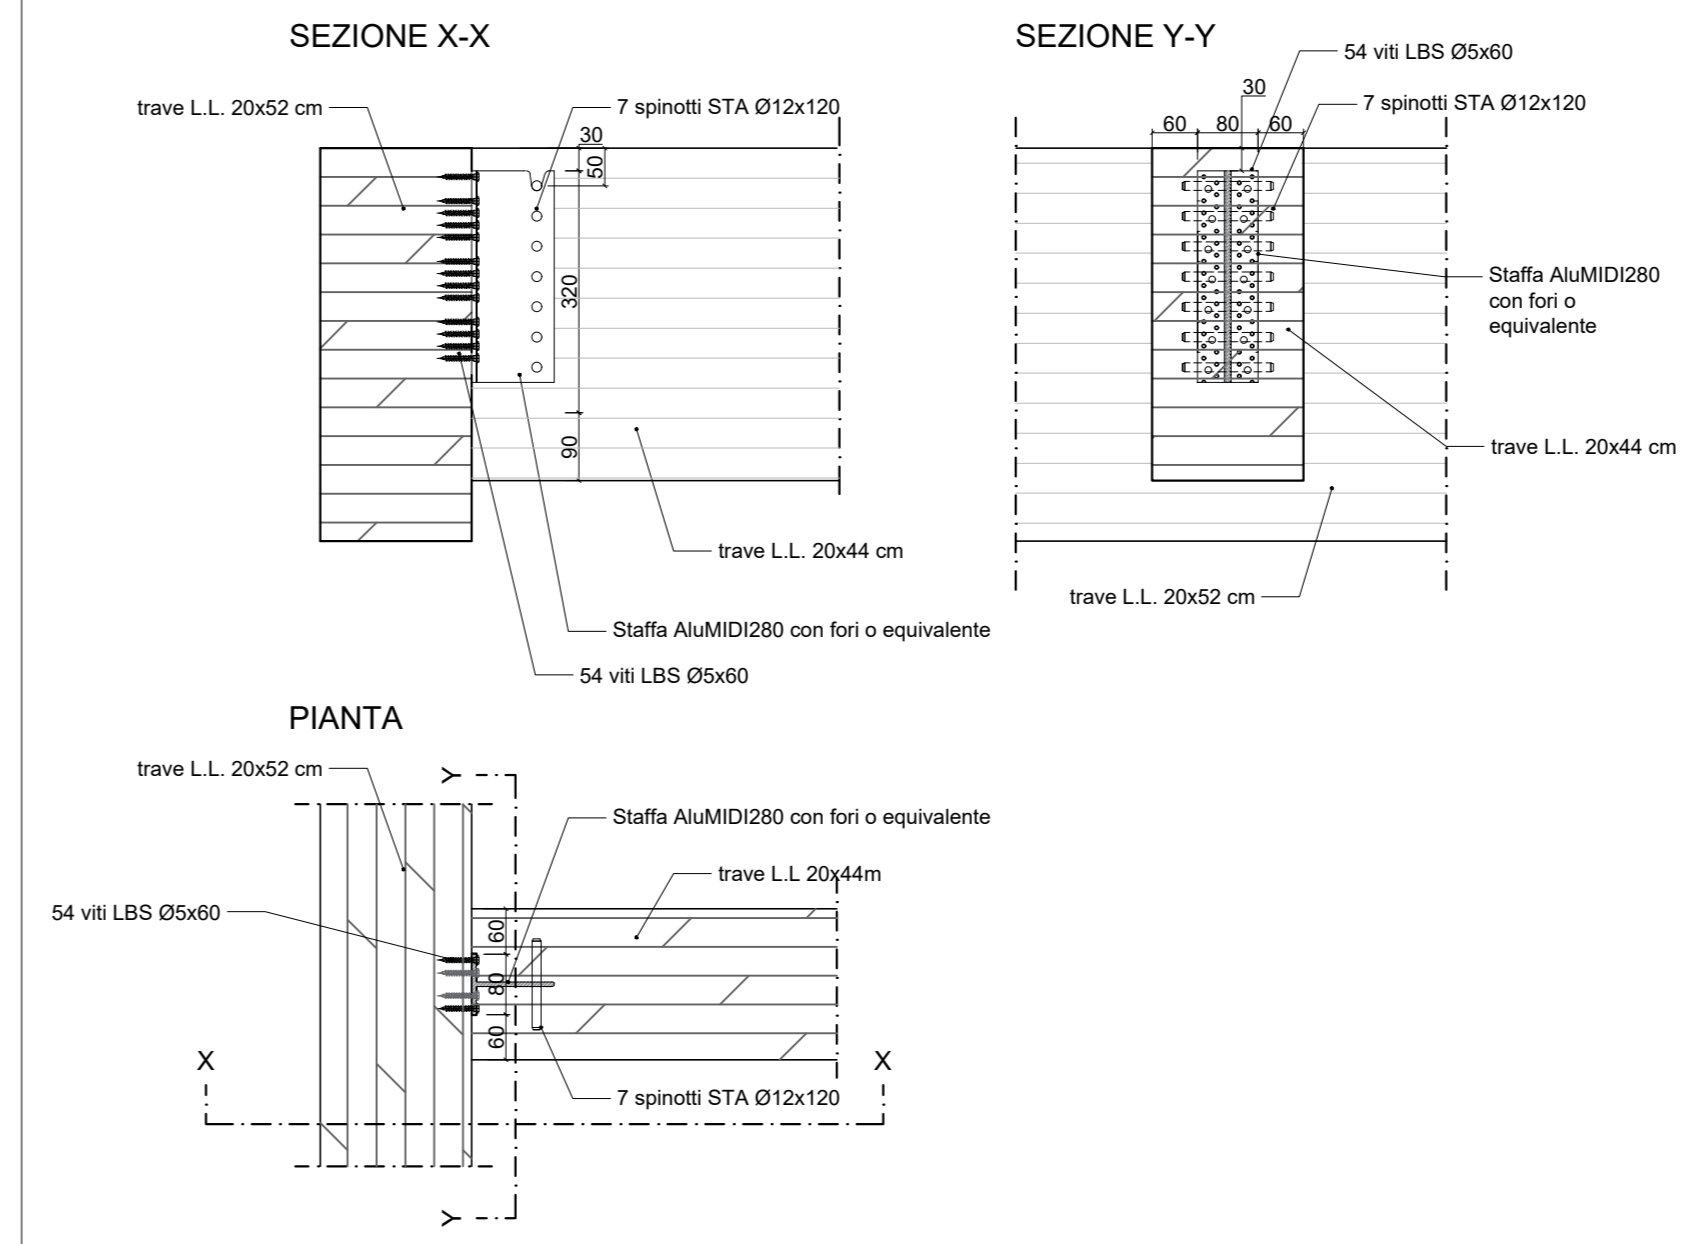 SEZIONE X-X
trave L.L. 20x52 cm
7 spinotti STA Ø12x120
30
50
320
90
trave L.L. 20x44 cm
Staffa AluMIDI280 con fori o equivalente
54 viti LBS Ø5x60
SEZIONE Y-Y
54 viti LBS Ø5x60
30
7 spinotti STA Ø12x120
60
80
60
Staffa AluMIDI280
con fori o
equivalente
trave L.L. 20x44 cm
trave L.L. 20x52 cm
PIANTA
trave L.L. 20x52 cm
Y
Staffa AluMIDI280 con fori o equivalente
trave L.L 20x44m
54 viti LBS Ø5x60
60
80
60
X
X
7 spinotti STA Ø12x120
Y